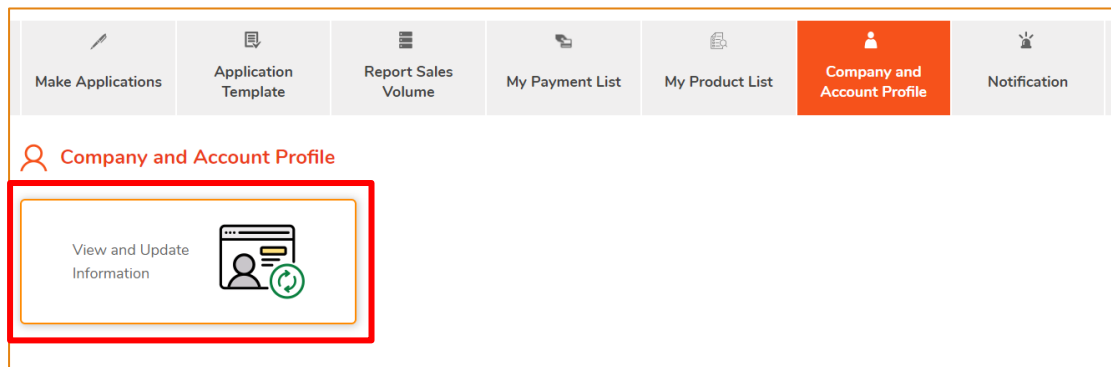 Make Applications
Application
Template
Report Sales
Volume
My Payment List
My Product List
Company and
Account Profile
Notification
Company and Account Profile
View and Update
Information